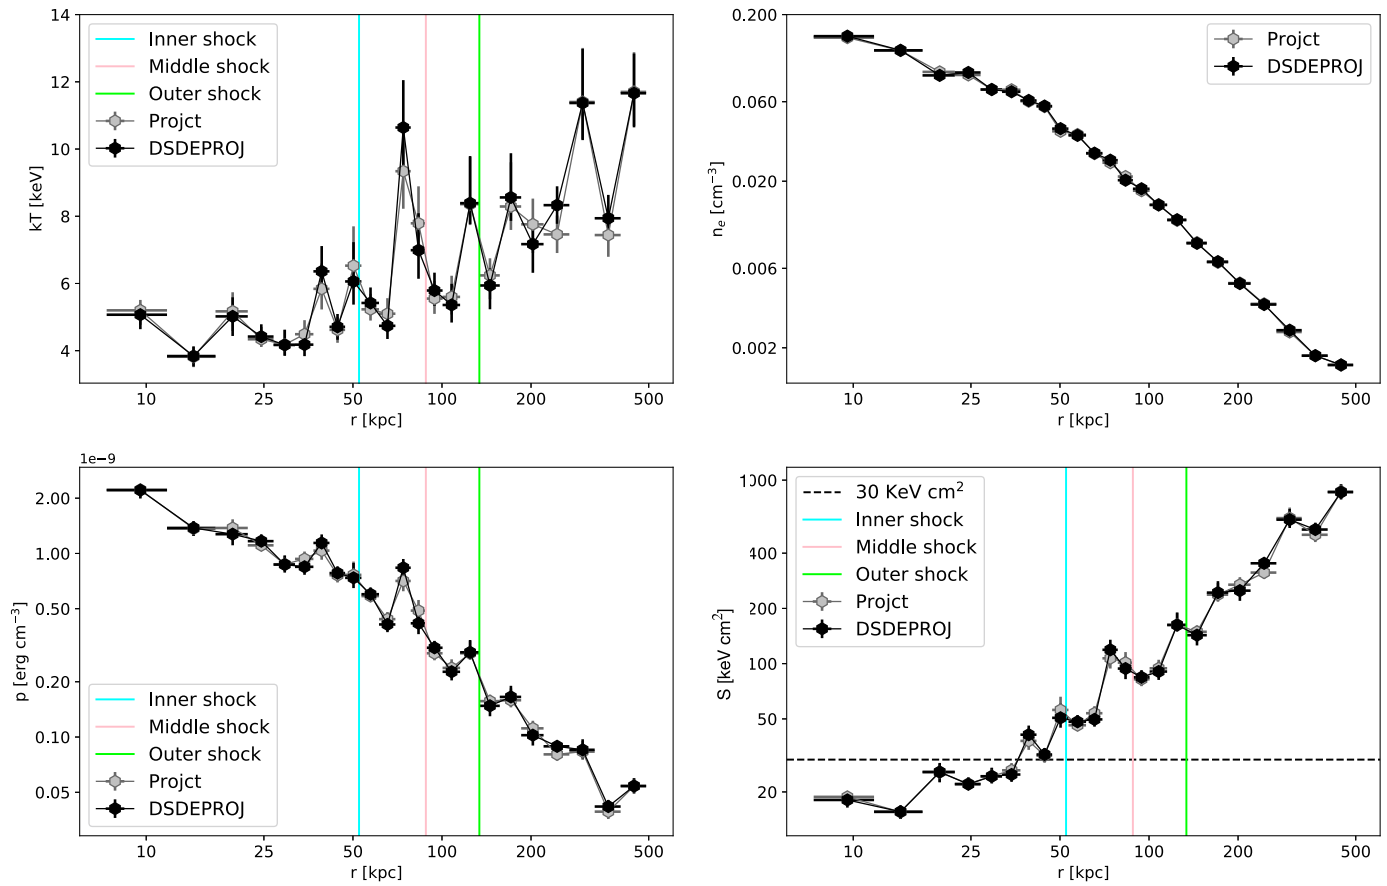 14
12
10
8
6
4
kT [keV]
10
25
50
100
200
500
r [kpc]
Inner shock
Middle shock
Outer shock
Projct
DSDEPROJ
0.200
0.060
0.020
0.006
0.002
nₑ [cm⁻³]
10
25
50
100
200
500
r [kpc]
Projct
DSDEPROJ
1e−9
2.00
1.00
0.50
0.20
0.10
0.05
p [erg cm⁻³]
10
25
50
100
200
500
r [kpc]
Inner shock
Middle shock
Outer shock
Projct
DSDEPROJ
1000
400
200
100
50
20
S [keV cm²]
10
25
50
100
200
500
r [kpc]
30 KeV cm²
Inner shock
Middle shock
Outer shock
Projct
DSDEPROJ